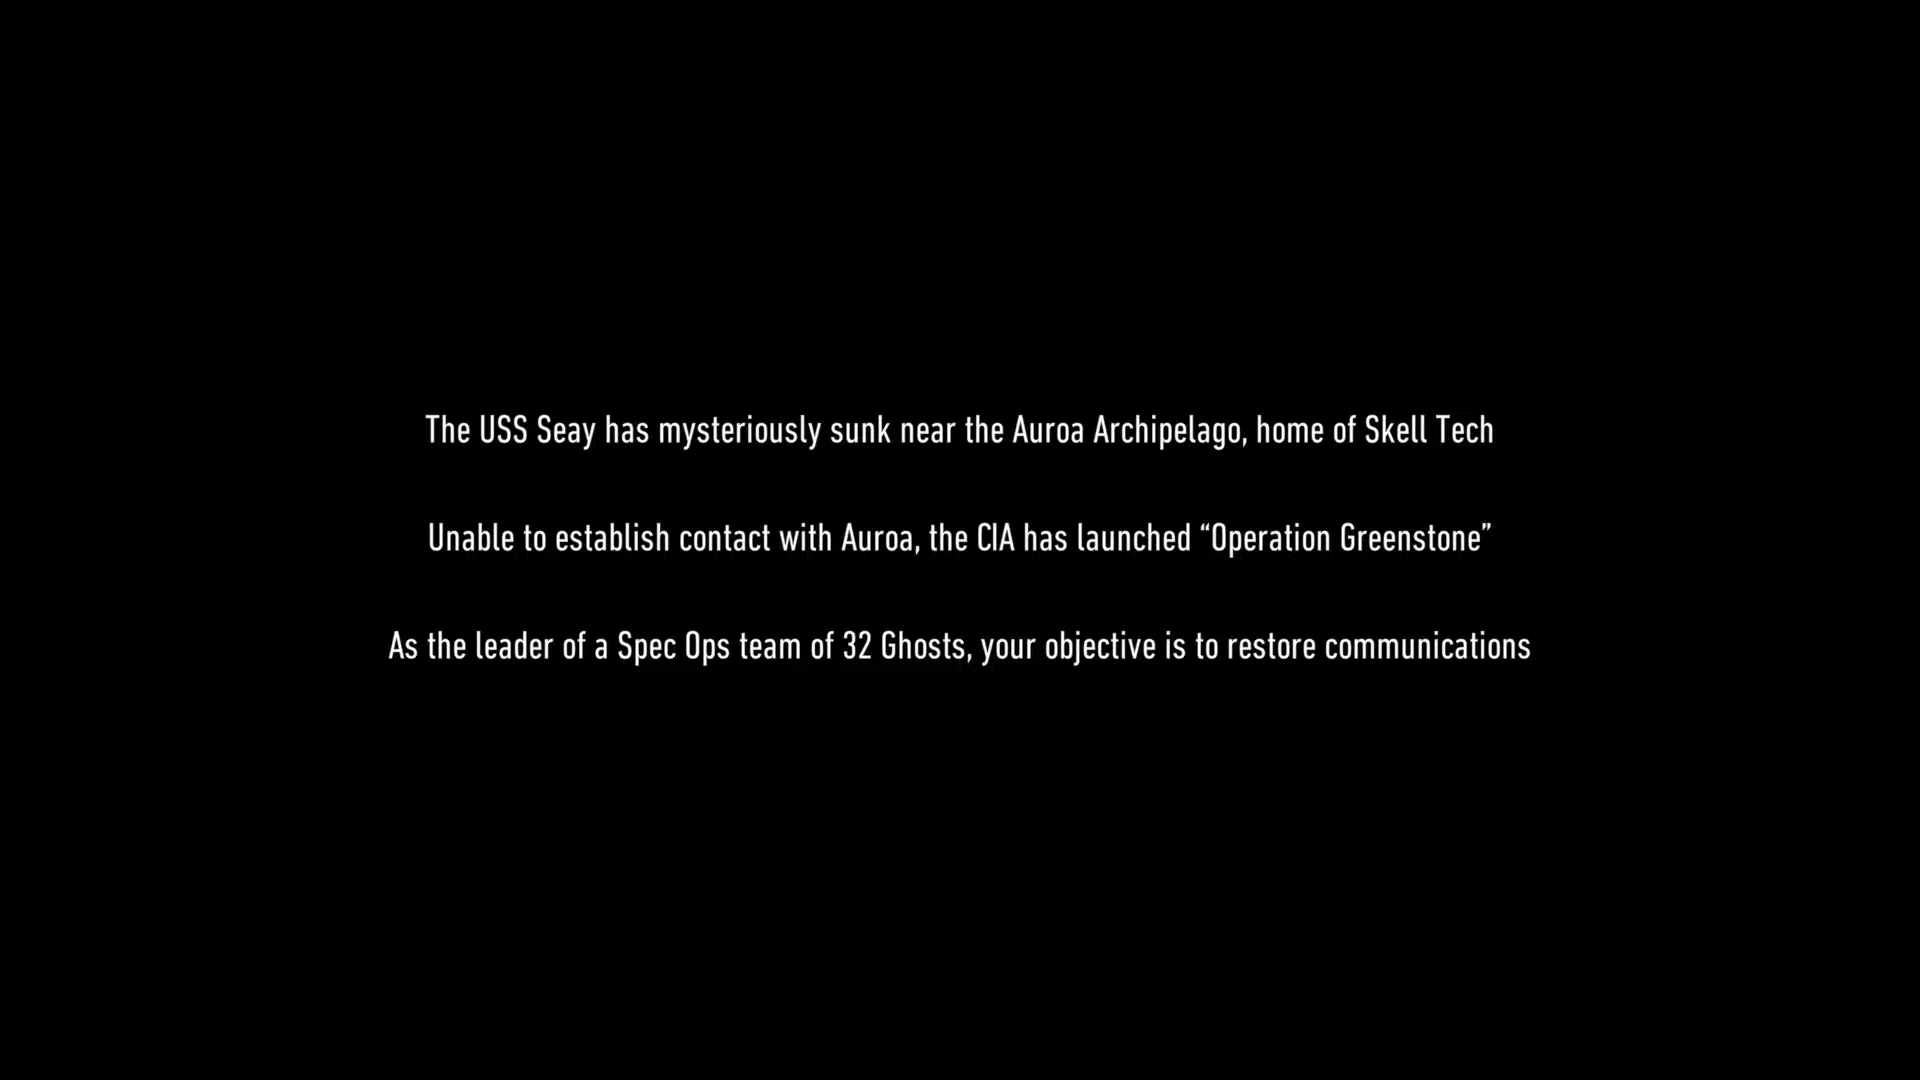 The USS Seay has mysteriously sunk near the Auroa Archipelago, home of Skell Tech
Unable to establish contact with Auroa, the CIA has launched “Operation Greenstone”
As the leader of a Spec Ops team of 32 Ghosts, your objective is to restore communications